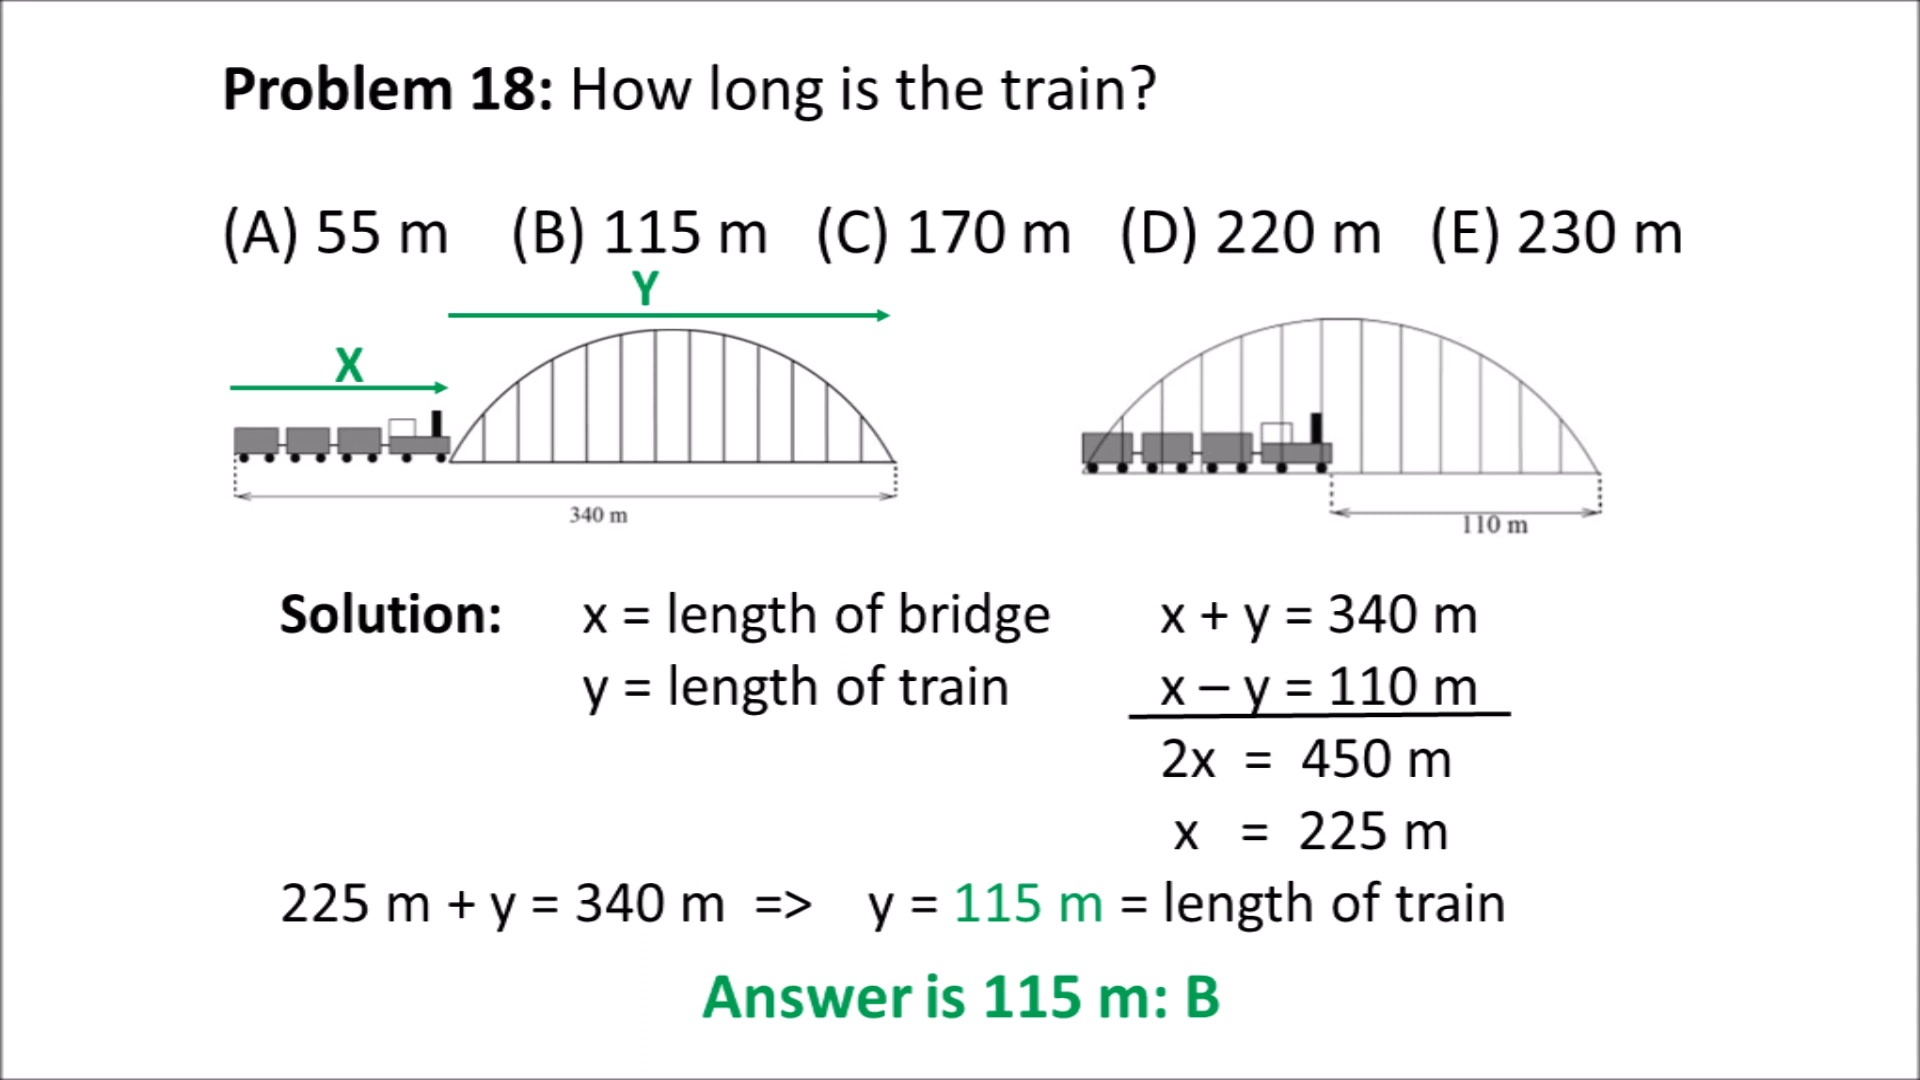 Problem 18: How long is the train?
(A) 55 m (B) 115 m (C) 170 m (D) 220 m (E) 230 m
Y
X
340 m
110 m
Solution: x = length of bridge x + y = 340 m
y = length of train x – y = 110 m
2x = 450 m
x = 225 m
225 m + y = 340 m => y = 115 m = length of train
Answer is 115 m: B